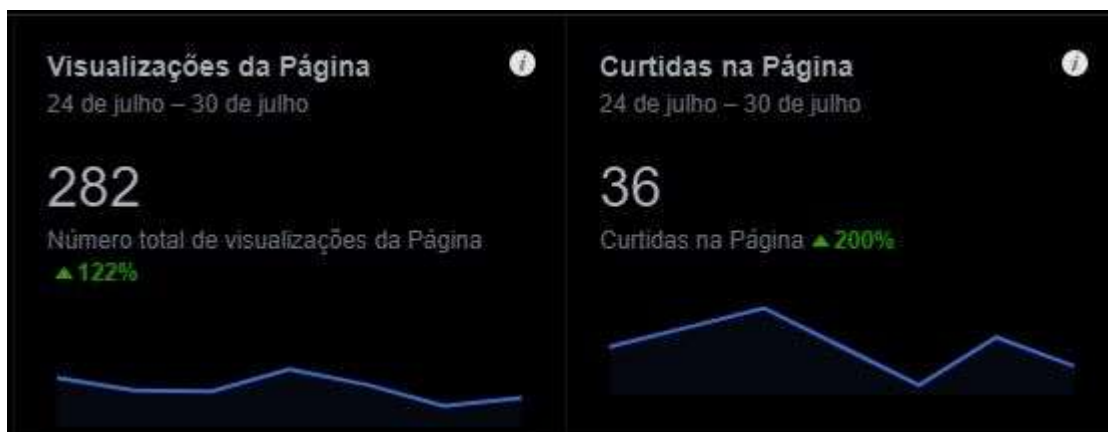 Visualizações da Página
24 de julho – 30 de julho
282
Número total de visualizações da Página
▲ 122%
Curtidas na Página
24 de julho – 30 de julho
36
Curtidas na Página ▲ 200%